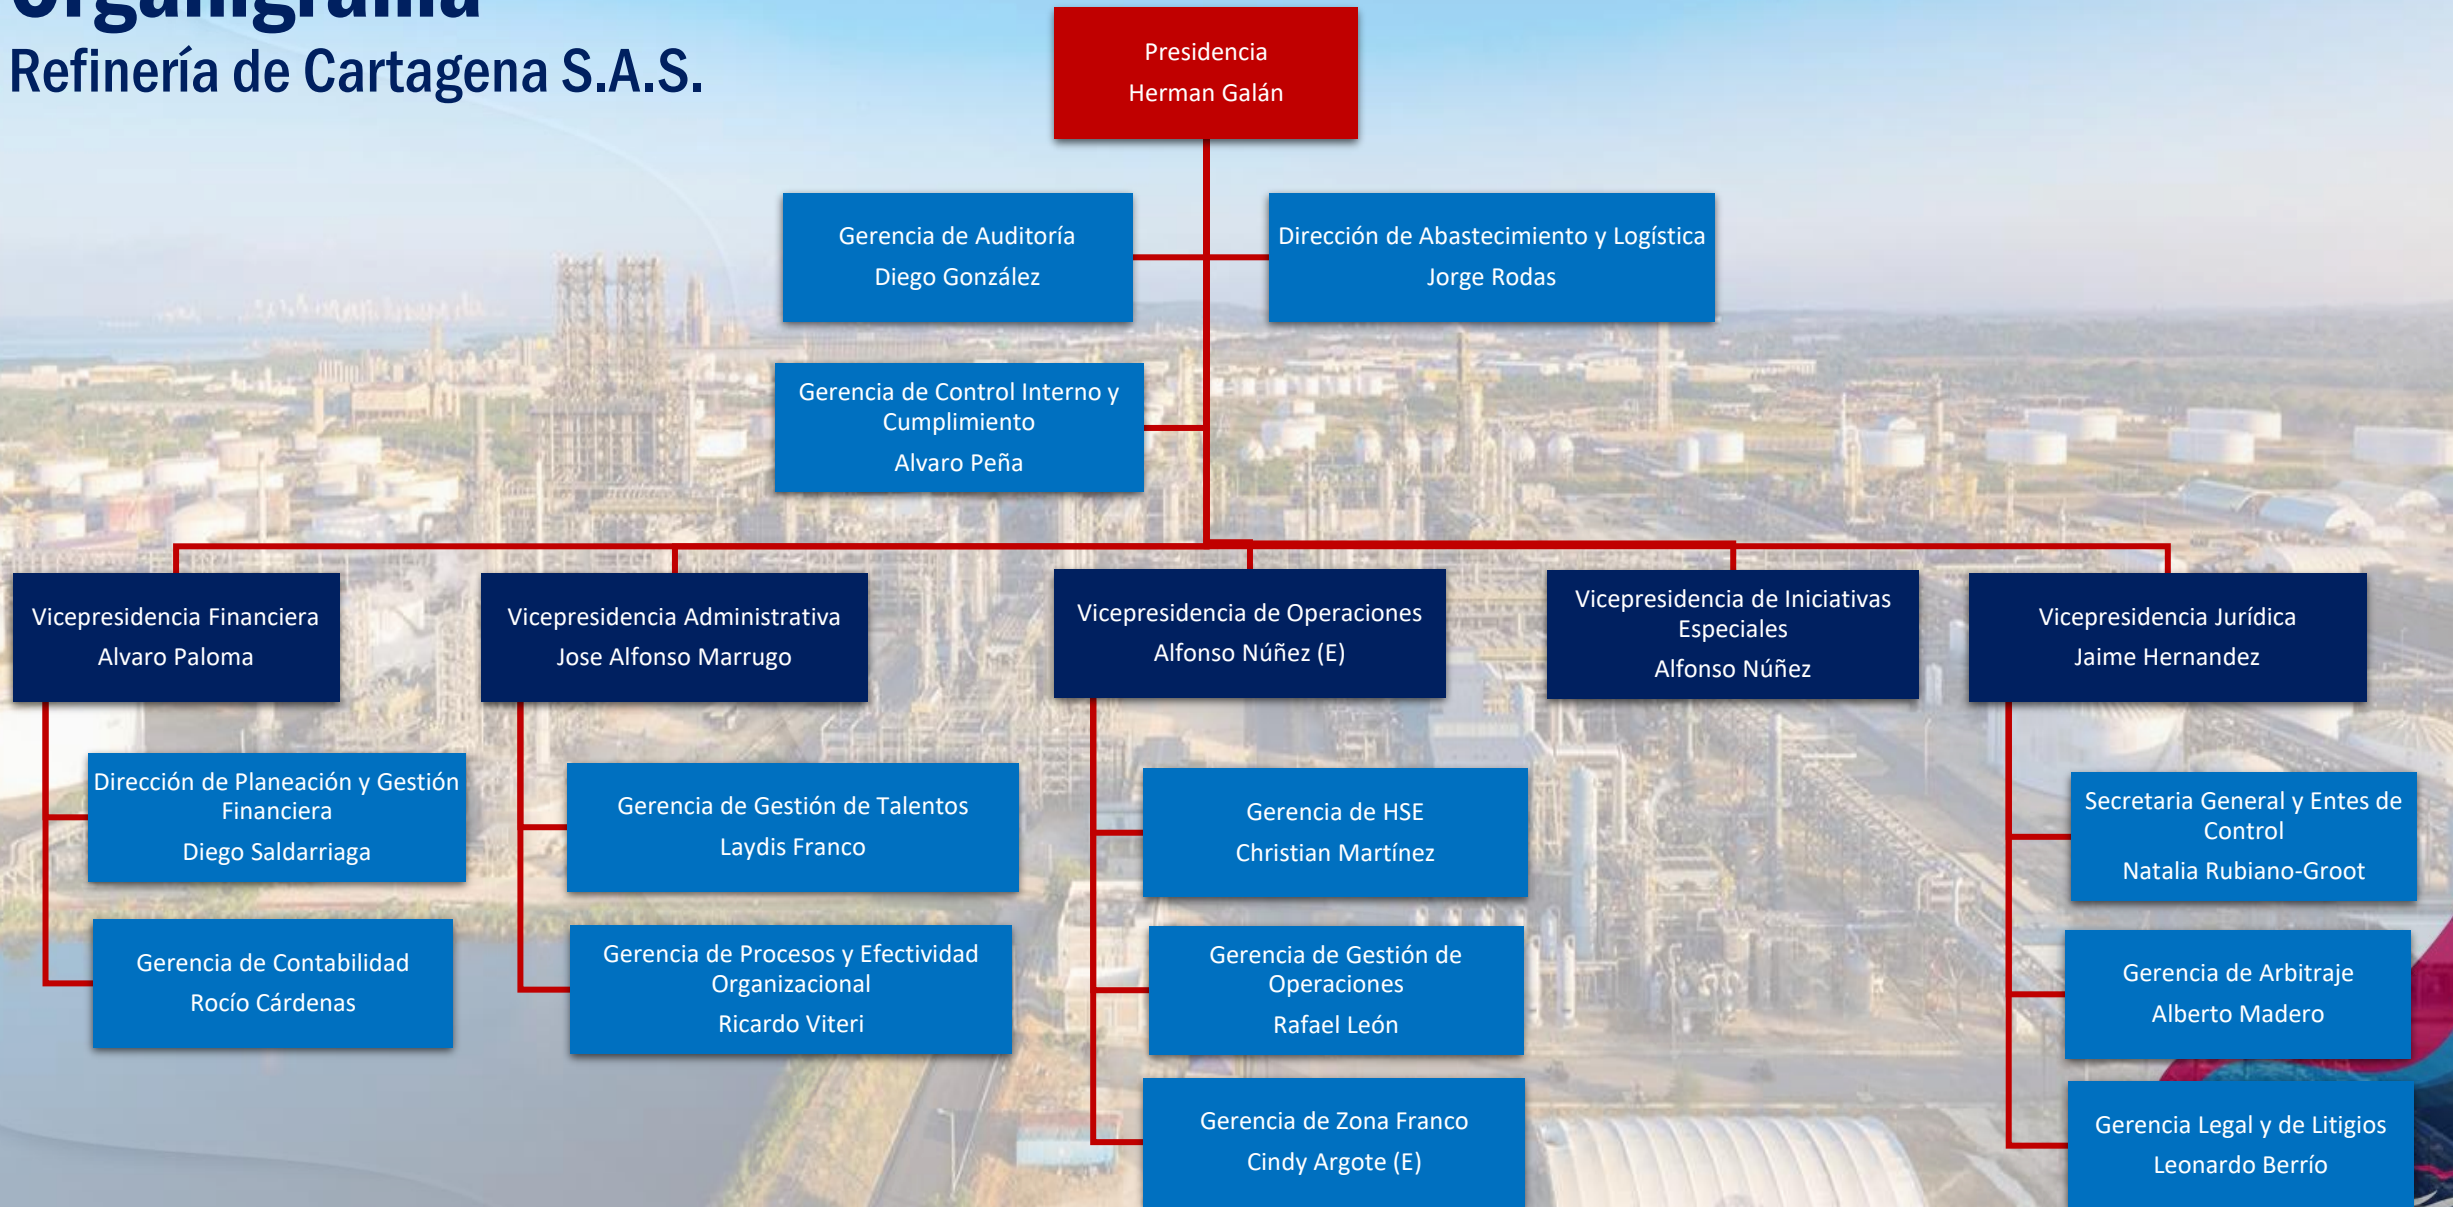 Organigrama
Refinería de Cartagena S.A.S.
Presidencia
Herman Galán
Gerencia de Auditoría
Diego González
Dirección de Abastecimiento y Logística
Jorge Rodas
Gerencia de Control Interno y
Cumplimiento
Alvaro Peña
Vicepresidencia Financiera
Alvaro Paloma
Vicepresidencia Administrativa
Jose Alfonso Marrugo
Vicepresidencia de Operaciones
Alfonso Núñez (E)
Vicepresidencia de Iniciativas
Especiales
Alfonso Núñez
Vicepresidencia Jurídica
Jaime Hernandez
Dirección de Planeación y Gestión
Financiera
Diego Saldarriaga
Gerencia de Contabilidad
Rocío Cárdenas
Gerencia de Gestión de Talentos
Laydis Franco
Gerencia de Procesos y Efectividad
Organizacional
Ricardo Viteri
Gerencia de HSE
Christian Martínez
Gerencia de Gestión de
Operaciones
Rafael León
Gerencia de Zona Franco
Cindy Argote (E)
Secretaria General y Entes de
Control
Natalia Rubiano-Groot
Gerencia de Arbitraje
Alberto Madero
Gerencia Legal y de Litigios
Leonardo Berrío